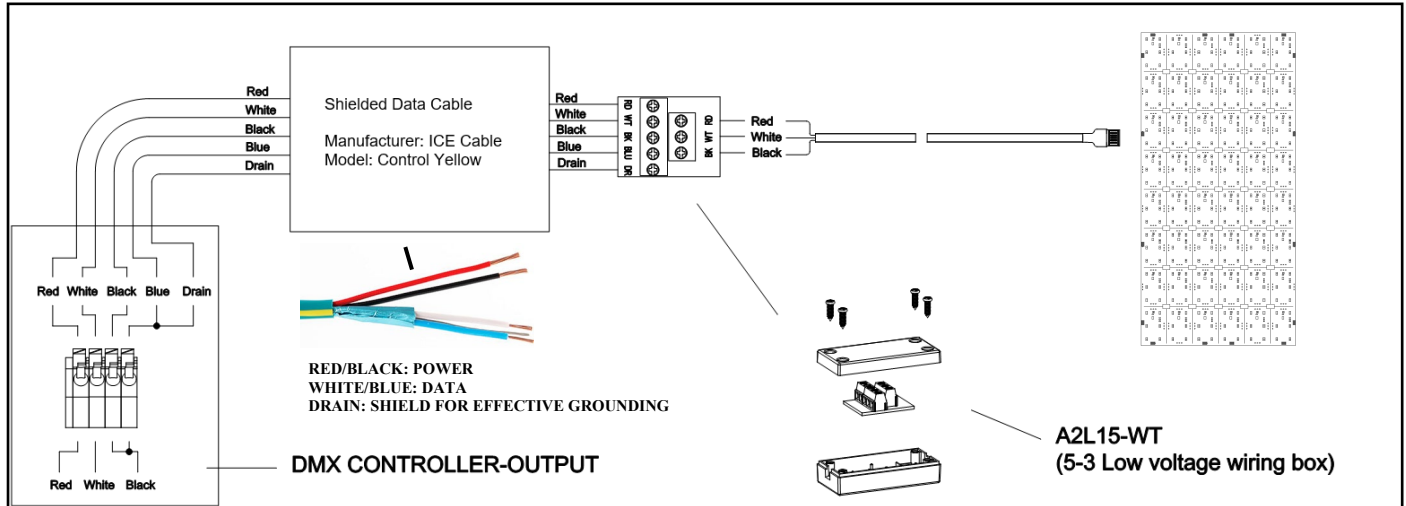 Red
White
Black
Blue
Drain
Shielded Data Cable
Manufacturer: ICE Cable
Model: Control Yellow
Red
White
Black
Blue
Drain
RD
WT
BK
BLU
DR
RD
WT
BK
Red
White
Black
Red White Black Blue Drain
RED/BLACK: POWER
WHITE/BLUE: DATA
DRAIN: SHIELD FOR EFFECTIVE GROUNDING
Red White Black
DMX CONTROLLER-OUTPUT
A2L15-WT
(5-3 Low voltage wiring box)